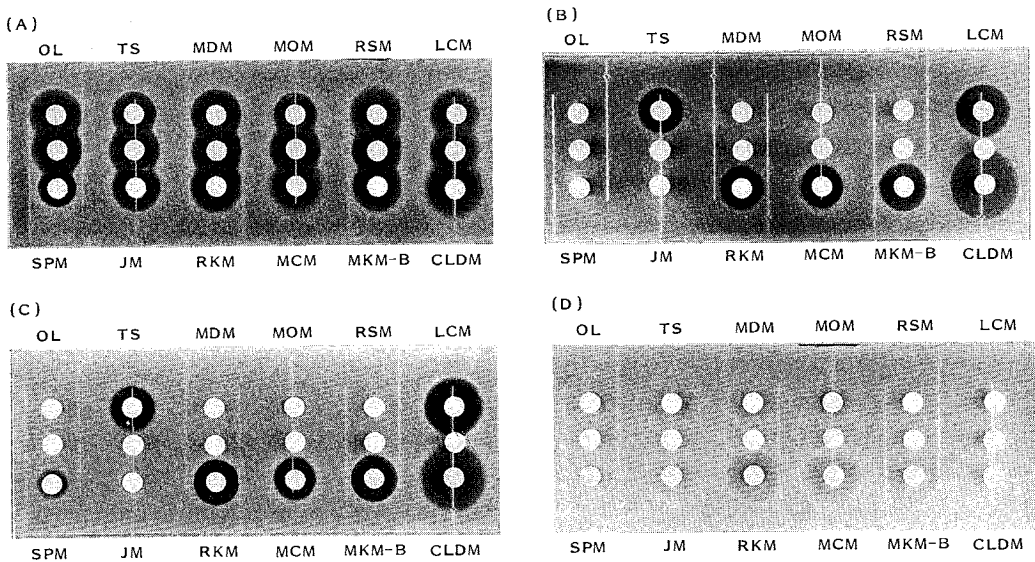 (A)
OL TS MDM MOM RSM LCM
SPM JM RKM MCM MKM-B CLDM
(B)
OL TS MDM MOM RSM LCM
SPM JM RKM MCM MKM-B CLDM
(C)
OL TS MDM MOM RSM LCM
SPM JM RKM MCM MKM-B CLDM
(D)
OL TS MDM MOM RSM LCM
SPM JM RKM MCM MKM-B CLDM